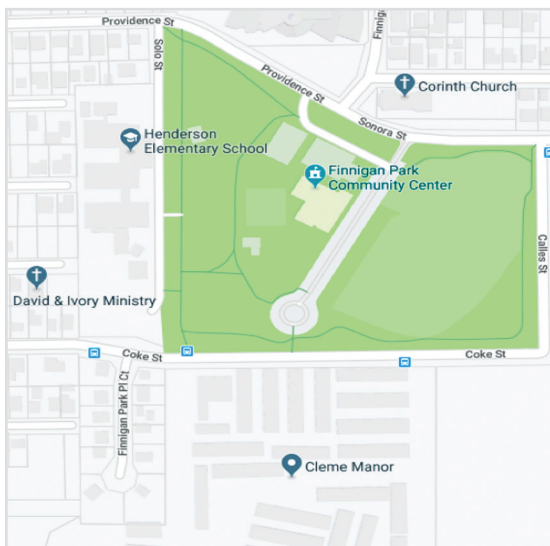 Providence St
Finnig
Solo St
Providence St
Corinth Church
Sonora St
Henderson
Elementary School
Finnigan Park
Community Center
Calles St
David & Ivory Ministry
Coke St
Coke St
Finnigan Park Pl Ct
Cleme Manor